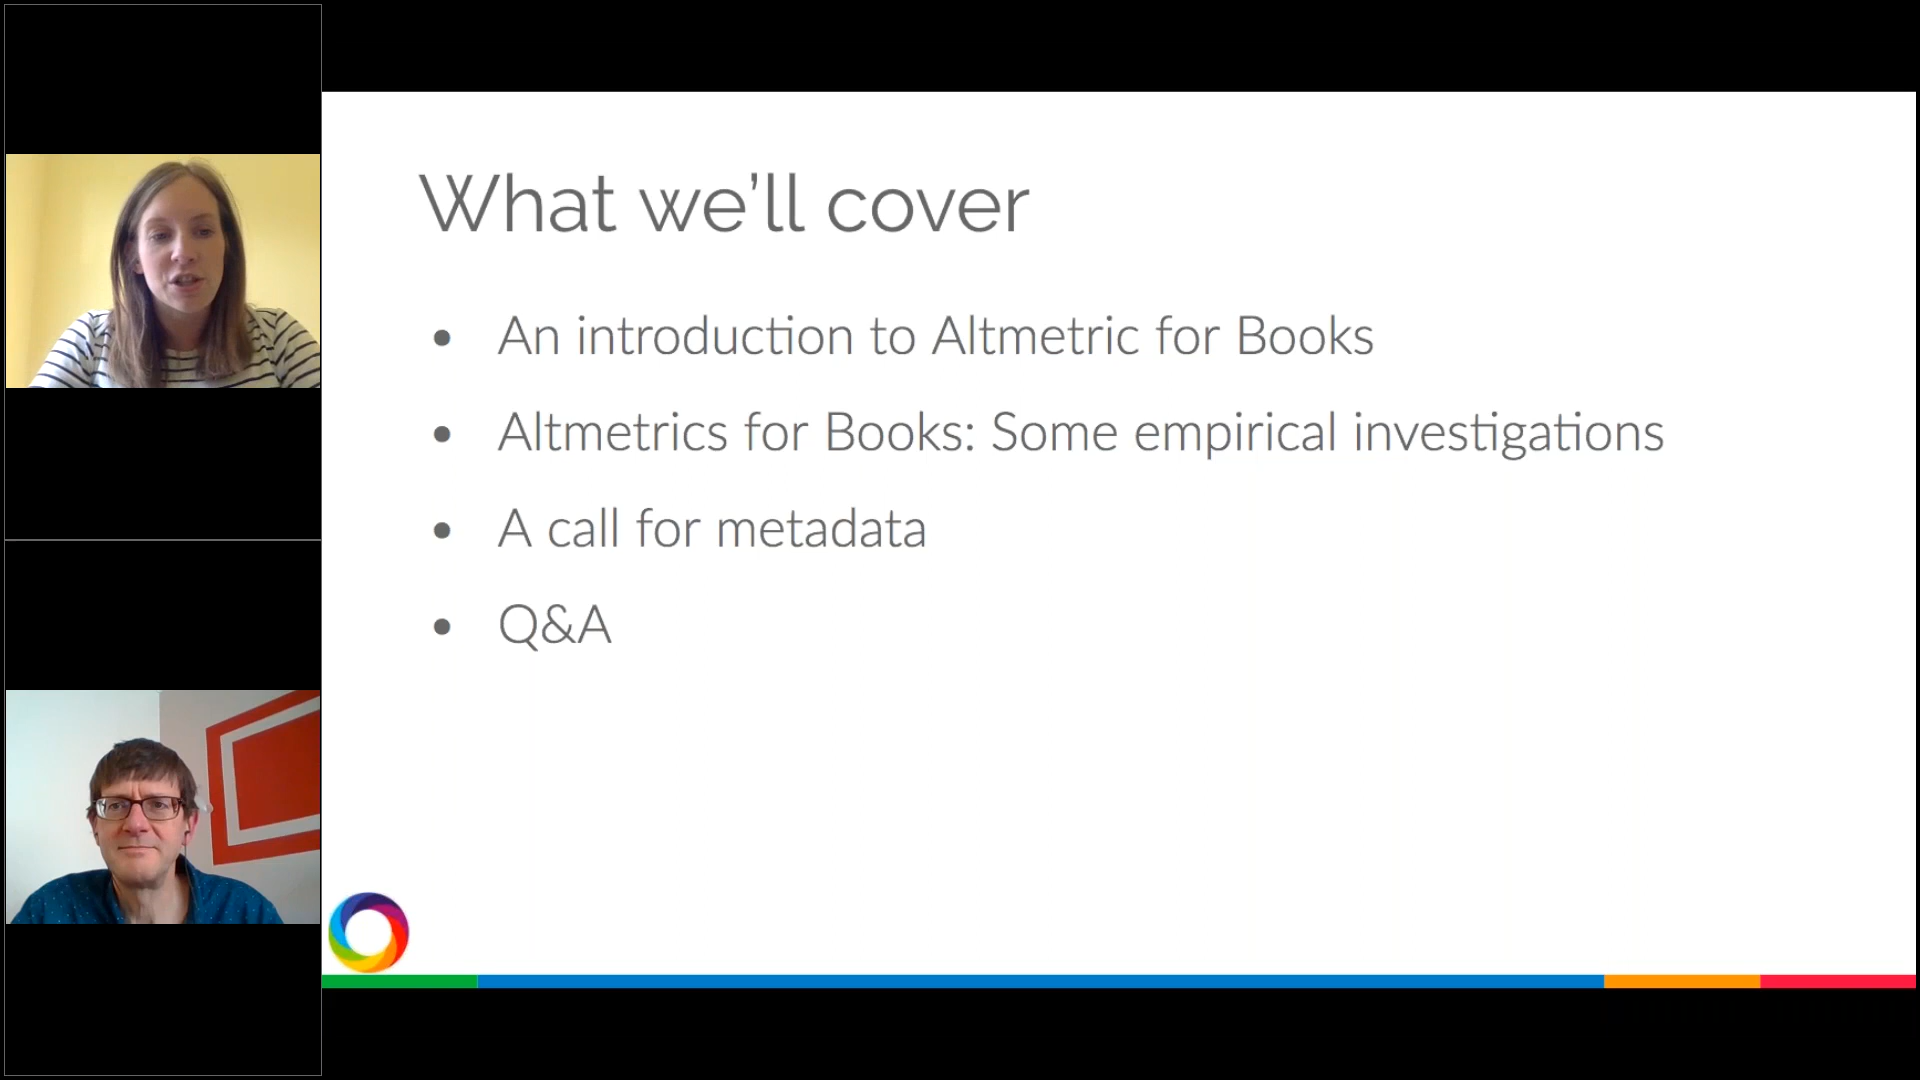 What we’ll cover
• An introduction to Altmetric for Books
• Altmetrics for Books: Some empirical investigations
• A call for metadata
• Q&A